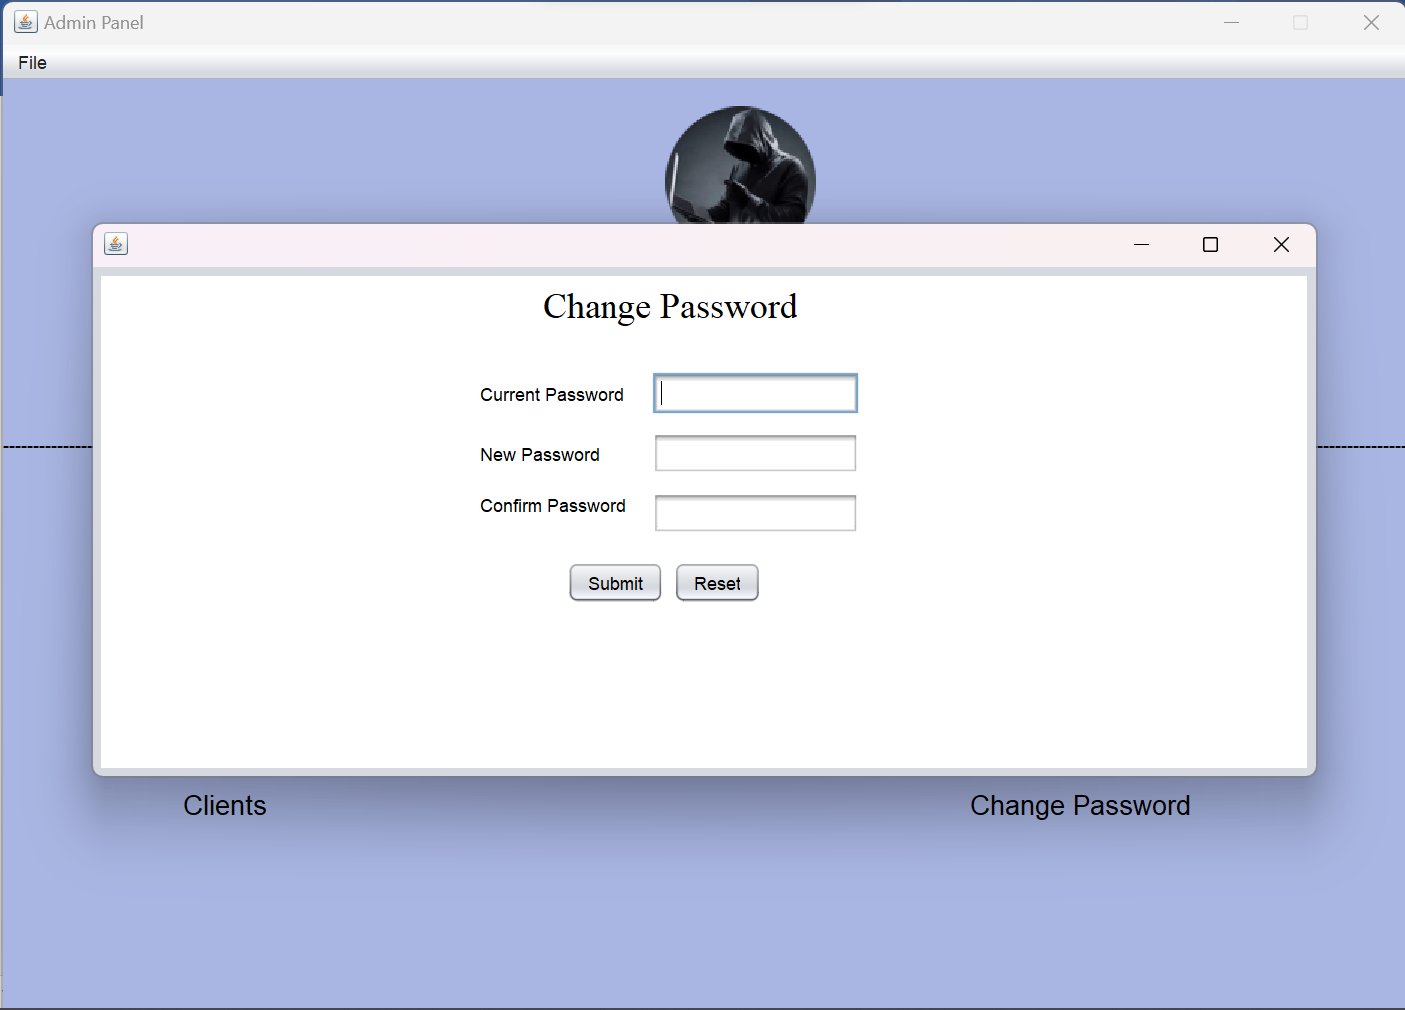 Admin Panel
File
Change Password
Current Password
New Password
Confirm Password
Submit Reset
Clients Change Password